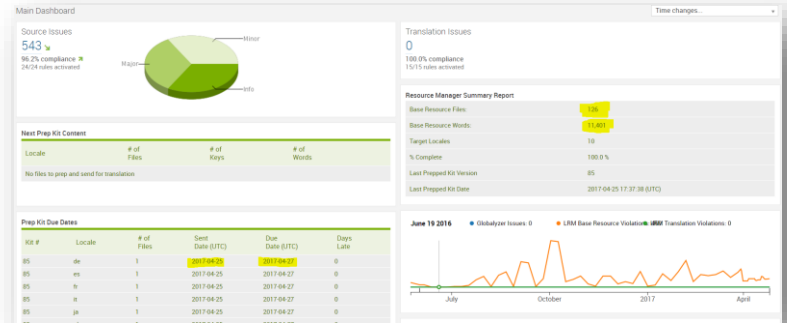 Main Dashboard
Time changes...
Source Issues
543
96.2% compliance
24/24 rules activated
Minor
Major
Info
Translation Issues
0
100.0% compliance
15/15 rules activated
Resource Manager Summary Report
Base Resource Files: 126
Base Resource Words: 11,401
Target Locales 10
% Complete 100.0 %
Last Prepped Kit Version 85
Last Prepped Kit Date 2017-04-25 17:37:38 (UTC)
Next Prep Kit Content
Locale # of Files # of Keys # of Words
No files to prep and send for translation
Prep Kit Due Dates
Kit # Locale # of Files Sent Date (UTC) Due Date (UTC) Days Late
85 de 1 2017-04-25 2017-04-27 0
85 es 1 2017-04-25 2017-04-27 0
85 fr 1 2017-04-25 2017-04-27 0
85 it 1 2017-04-25 2017-04-27 0
85 ja 1 2017-04-25 2017-04-27 0
June 19 2016 Globalyzer Issues: 0 LRM Base Resource Violations Translation Violations: 0
July October 2017 April